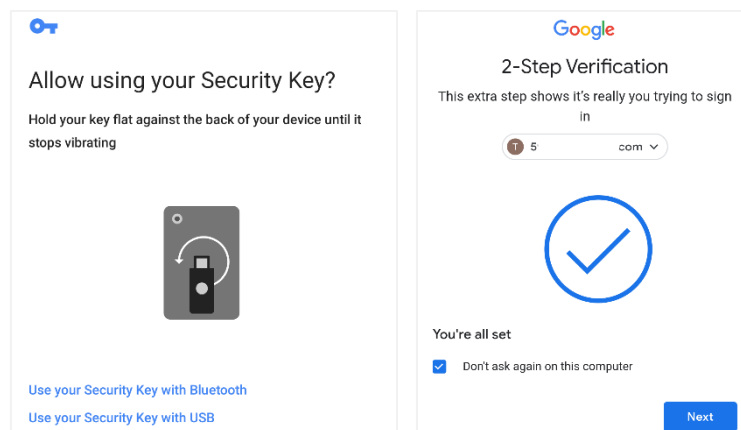 Allow using your Security Key?
Hold your key flat against the back of your device until it
stops vibrating
Use your Security Key with Bluetooth
Use your Security Key with USB
Google
2-Step Verification
This extra step shows it's really you trying to sign
in
T 5 com
You're all set
Don't ask again on this computer
Next